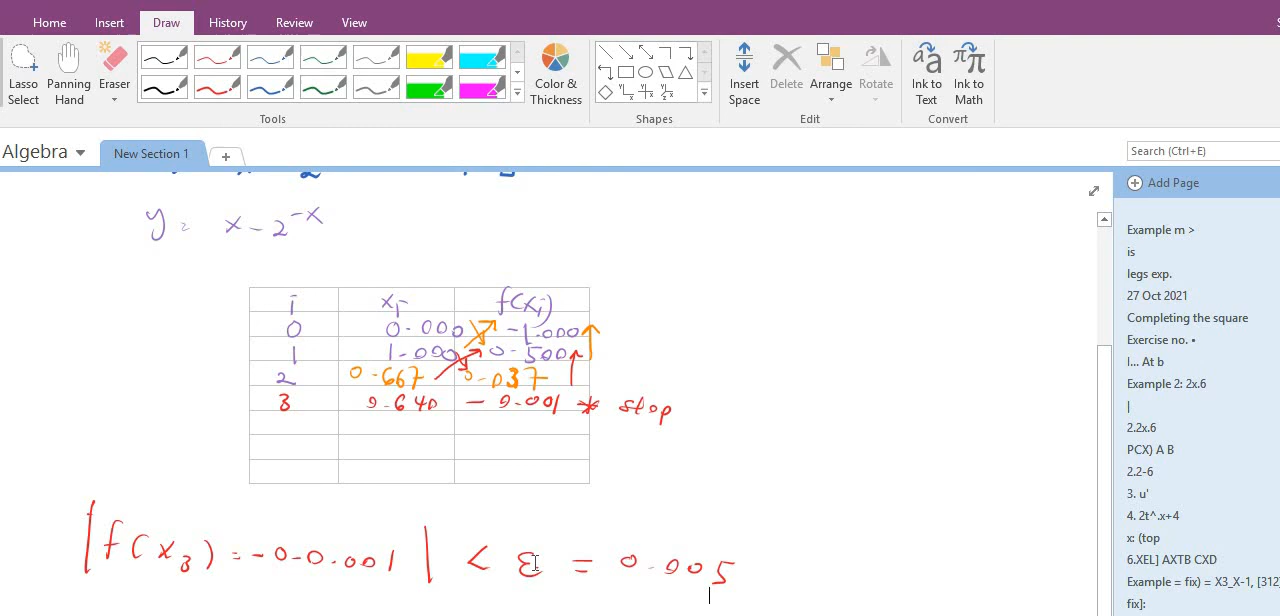 Home Insert Draw History Review View
Lasso Select
Panning Hand
Eraser
Color & Thickness
Insert Space
Delete
Arrange
Rotate
Ink to Text
Ink to Math
Tools
Shapes
Edit
Convert
Algebra
New Section 1
+
Search (Ctrl+E)
Add Page
y = x - 2^-x
i xi f(xi)
0 0.000 -1.000
1 1.000 0.500
2 0.667 0.037
3 0.640 - 0.001 * stop
|f(x3) = -0-0.001| < ε = 0.005
Example m >
is
legs exp.
27 Oct 2021
Completing the square
Exercise no. •
I... At b
Example 2: 2x.6
|
2.2x.6
PCX) A B
2.2-6
3. u'
4. 2t^.x+4
x: (top
6.XEL] AXTB CXD
Example = fix) = X3_X-1, [312]
fix]: